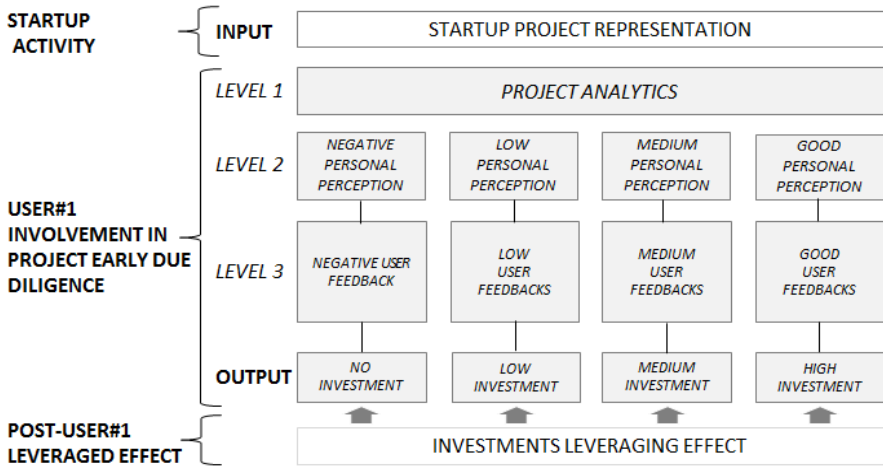 STARTUP
ACTIVITY
INPUT
STARTUP PROJECT REPRESENTATION
LEVEL 1
PROJECT ANALYTICS
LEVEL 2
NEGATIVE
PERSONAL
PERCEPTION
LOW
PERSONAL
PERCEPTION
MEDIUM
PERSONAL
PERCEPTION
GOOD
PERSONAL
PERCEPTION
USER#1
INVOLVEMENT IN
PROJECT EARLY DUE
DILIGENCE
LEVEL 3
NEGATIVE USER
FEEDBACK
LOW
USER
FEEDBACKS
MEDIUM
USER
FEEDBACKS
GOOD
USER
FEEDBACKS
OUTPUT
NO
INVESTMENT
LOW
INVESTMENT
MEDIUM
INVESTMENT
HIGH
INVESTMENT
POST-USER#1
LEVERAGED EFFECT
INVESTMENTS LEVERAGING EFFECT